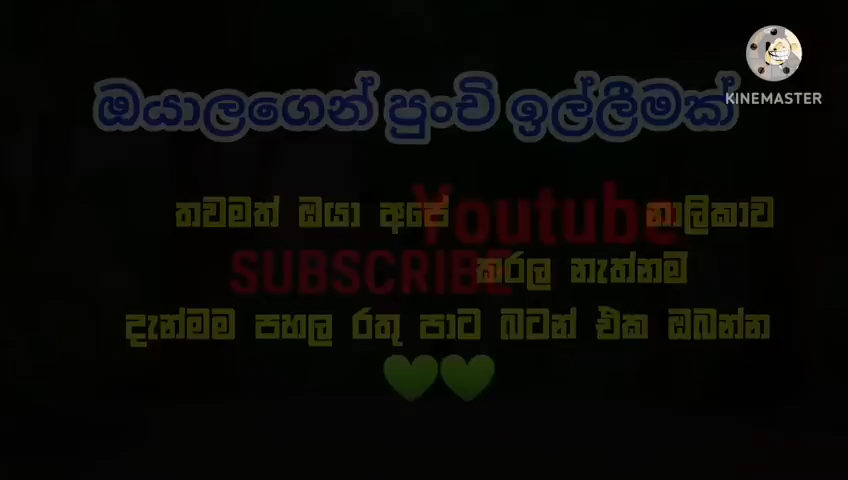 KINEMASTER
ඔයාලගෙන් පුංචි ඉල්ලීමක්
තවමත් ඔයා අපේ Youtube නාලිකාව
SUBSCRIBE කරල නැත්නම්
දැන්මම පහල රතු පාට බටන් එක ඔබන්න